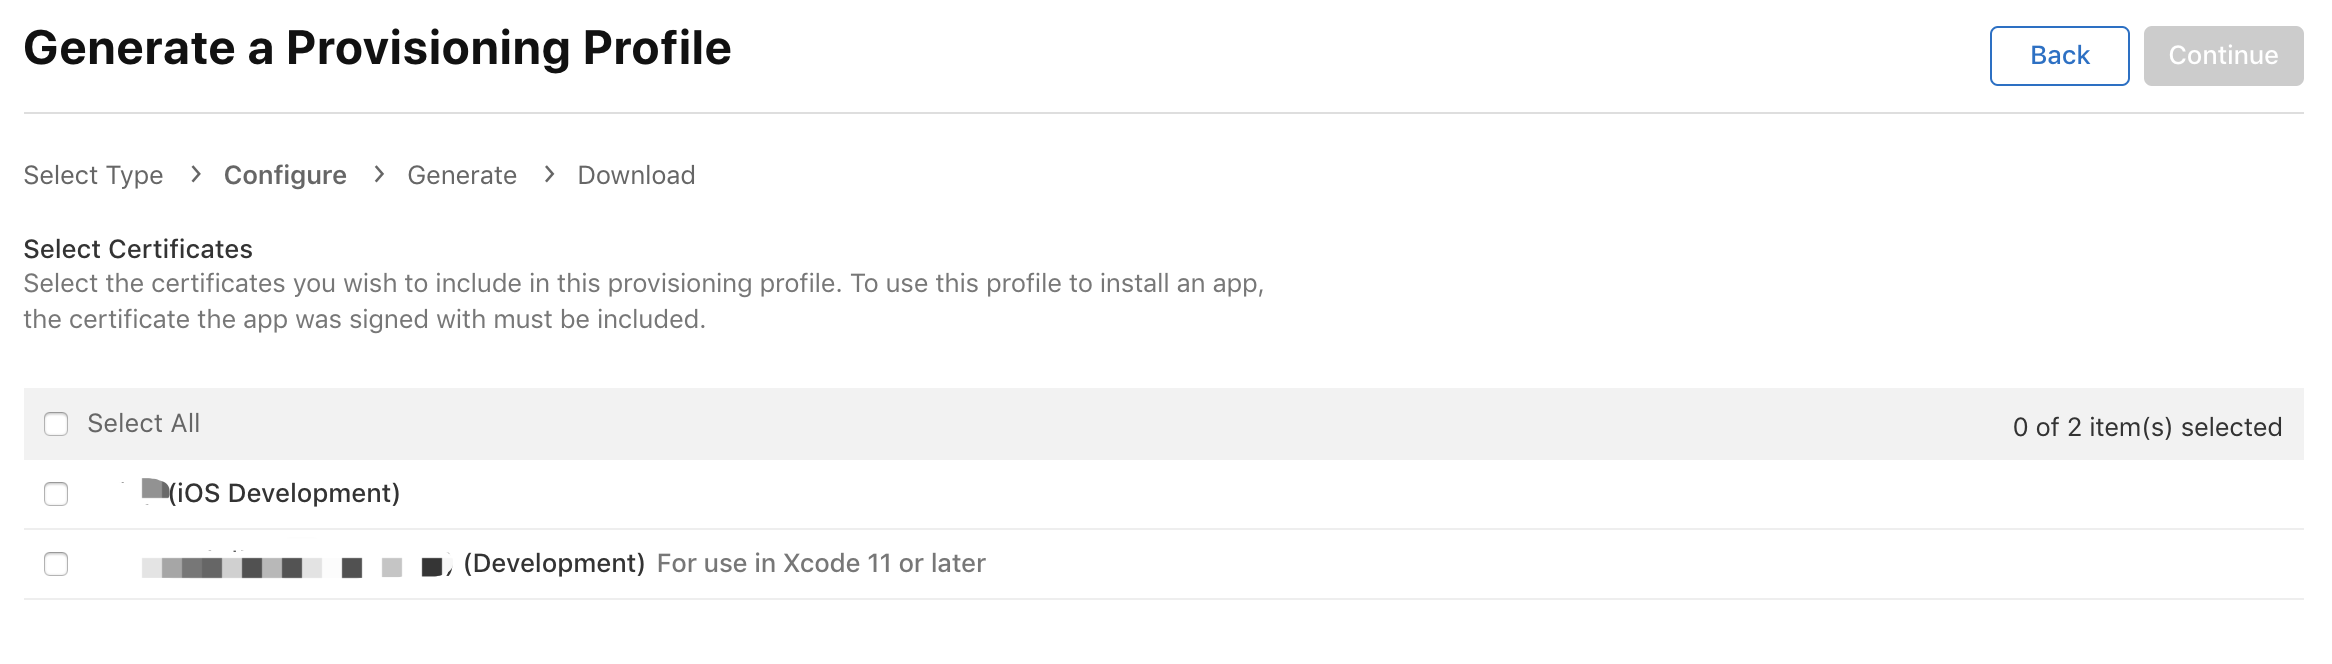 Generate a Provisioning Profile
Back
Continue
Select Type > Configure > Generate > Download
Select Certificates
Select the certificates you wish to include in this provisioning profile. To use this profile to install an app,
the certificate the app was signed with must be included.
Select All
0 of 2 item(s) selected
(iOS Development)
(Development) For use in Xcode 11 or later